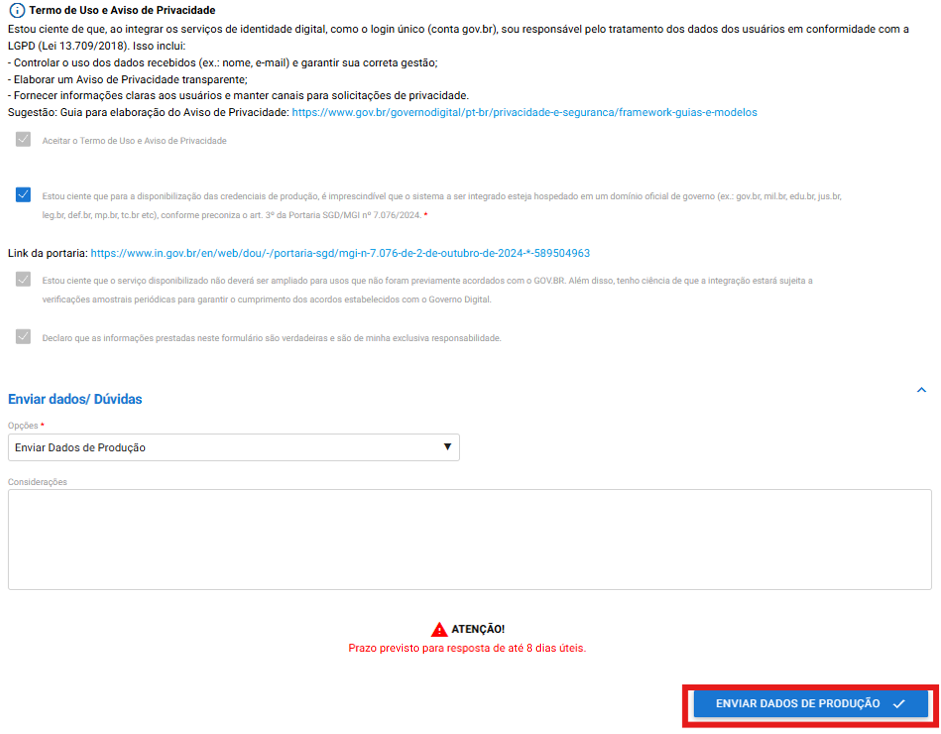 Termo de Uso e Aviso de Privacidade
Estou ciente de que, ao integrar os serviços de identidade digital, como o login único (conta gov.br), sou responsável pelo tratamento dos dados dos usuários em conformidade com a
LGPD (Lei 13.709/2018). Isso inclui:
- Controlar o uso dos dados recebidos (ex.: nome, e-mail) e garantir sua correta gestão;
- Elaborar um Aviso de Privacidade transparente;
- Fornecer informações claras aos usuários e manter canais para solicitações de privacidade.
Sugestão: Guia para elaboração do Aviso de Privacidade: https://www.gov.br/governodigital/pt-br/privacidade-e-seguranca/framework-guias-e-modelos
Aceitar o Termo de Uso e Aviso de Privacidade
Estou ciente que para a disponibilização das credenciais de produção, é imprescindível que o sistema a ser integrado esteja hospedado em um domínio oficial de governo (ex.: gov.br, mil.br, edu.br, jus.br,
leg.br, def.br, mp.br, tc.br etc), conforme preconiza o art. 3º da Portaria SGD/MGI nº 7.076/2024. *
Link da portaria: https://www.in.gov.br/en/web/dou/-/portaria-sgd/mgi-n-7.076-de-2-de-outubro-de-2024-*-589504963
Estou ciente que o serviço disponibilizado não deverá ser ampliado para usos que não foram previamente acordados com o GOV.BR. Além disso, tenho ciência de que a integração estará sujeita a
verificações amostrais periódicas para garantir o cumprimento dos acordos estabelecidos com o Governo Digital.
Declaro que as informações prestadas neste formulário são verdadeiras e são de minha exclusiva responsabilidade.
Enviar dados/ Dúvidas
Opções *
Enviar Dados de Produção
Considerações
ATENÇÃO!
Prazo previsto para resposta de até 8 dias úteis.
ENVIAR DADOS DE PRODUÇÃO